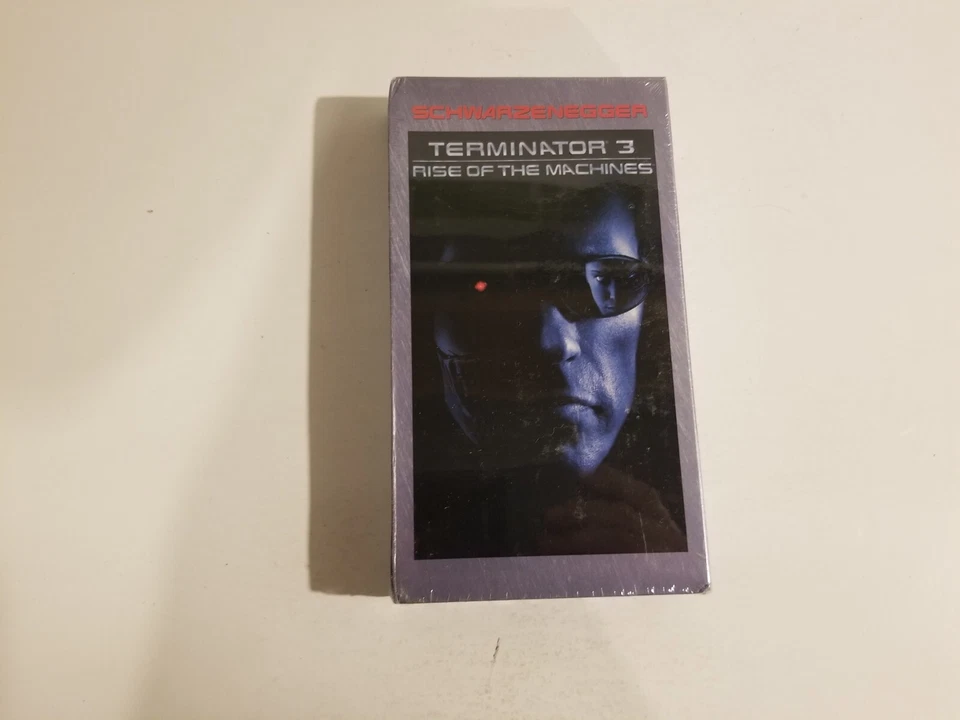 SCHWARZENEGGER
TERMINATOR 3
RISE OF THE MACHINES